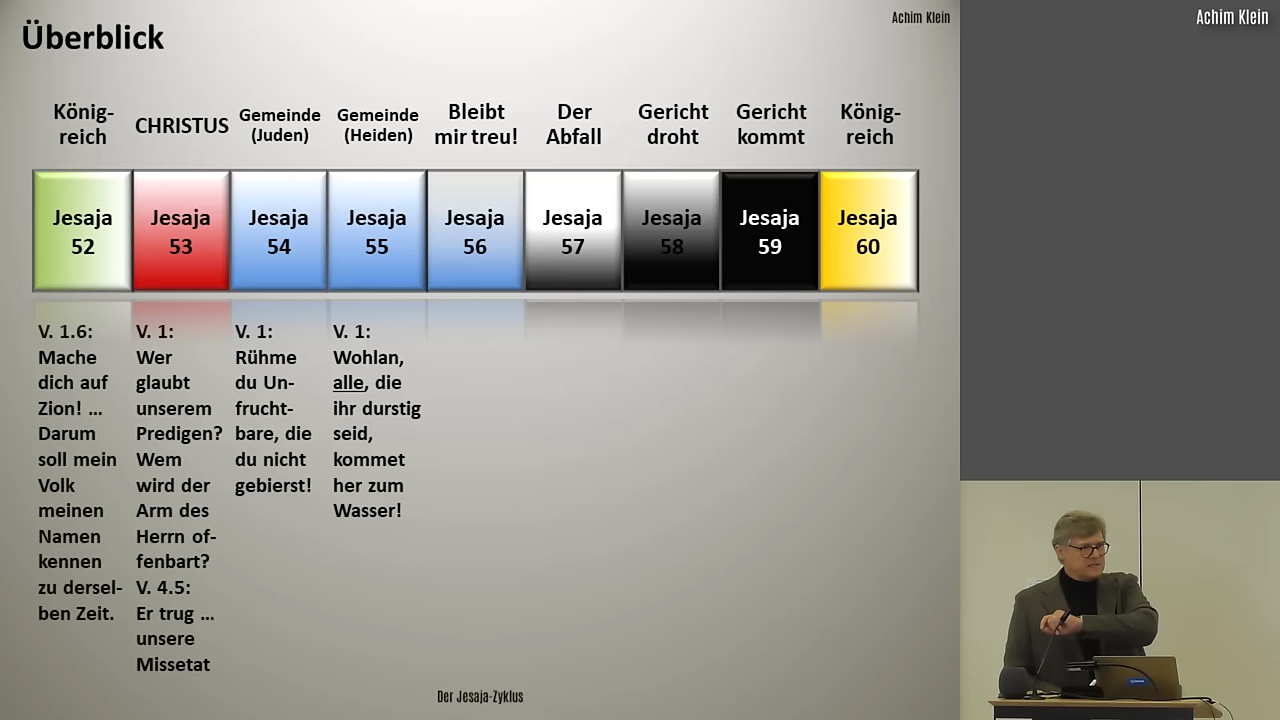 Überblick
Achim Klein
Achim Klein
König-
reich
CHRISTUS
Gemeinde
(Juden)
Gemeinde
(Heiden)
Bleibt
mir treu!
Der
Abfall
Gericht
droht
Gericht
kommt
König-
reich
Jesaja
52
Jesaja
53
Jesaja
54
Jesaja
55
Jesaja
56
Jesaja
57
Jesaja
58
Jesaja
59
Jesaja
60
V. 1.6:
Mache
dich auf
Zion! ...
Darum
soll mein
Volk
meinen
Namen
kennen
zu dersel-
ben Zeit.
V. 1:
Wer
glaubt
unserem
Predigen?
Wem
wird der
Arm des
Herrn of-
fenbart?
V. 4.5:
Er trug ...
unsere
Missetat
V. 1:
Rühme
du Un-
frucht-
bare, die
du nicht
gebierst!
V. 1:
Wohlan,
alle, die
ihr durstig
seid,
kommet
her zum
Wasser!
Der Jesaja-Zyklus